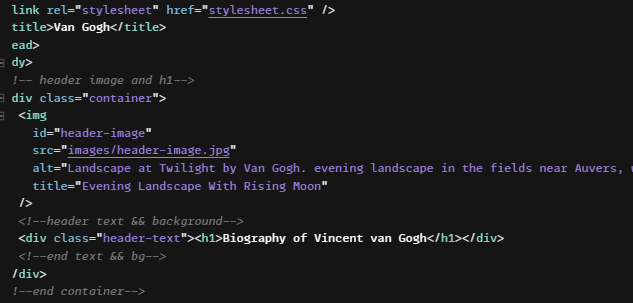 link rel="stylesheet" href="stylesheet.css" />
title>Van Gogh</title>
ead>
dy>
!-- header image and h1-->
div class="container">
<img
id="header-image"
src="images/header-image.jpg"
alt="Landscape at Twilight by Van Gogh. evening landscape in the fields near Auvers,
title="Evening Landscape With Rising Moon"
/>
<!--header text && background-->
<div class="header-text"><h1>Biography of Vincent van Gogh</h1></div>
<!--end text && bg-->
/div>
!--end container-->